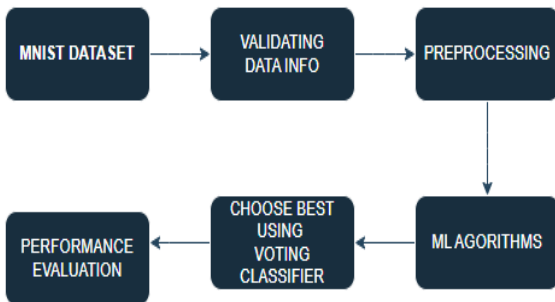 MNIST DATASET
VALIDATING
DATA INFO
PREPROCESSING
ML AGORITHMS
CHOOSE BEST
USING
VOTING
CLASSIFIER
PERFORMANCE
EVALUATION